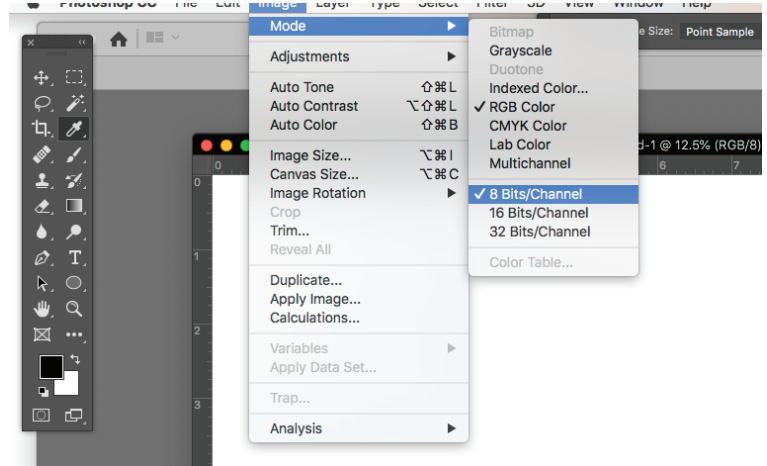 Photoshop CC File Edit Image Layer Type Select Filter 3D View Window Help
Size: Point Sample
Mode
Adjustments
Auto Tone ⇧⌘L
Auto Contrast ⌥⇧⌘L
Auto Color ⇧⌘B
Image Size... ⌥⌘I
Canvas Size... ⌥⌘C
Image Rotation
Crop
Trim...
Reveal All
Duplicate...
Apply Image...
Calculations...
Variables
Apply Data Set...
Trap...
Analysis
Bitmap
Grayscale
Duotone
Indexed Color...
✓ RGB Color
CMYK Color
Lab Color
Multichannel
✓ 8 Bits/Channel
16 Bits/Channel
32 Bits/Channel
Color Table...
d-1 @ 12.5% (RGB/8)
0 6 7
0
1
2
3
T